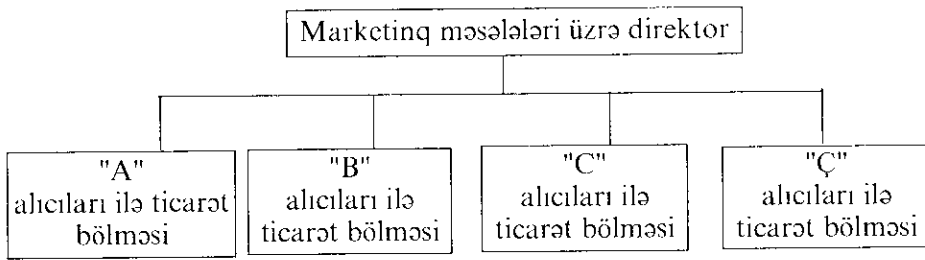 Marketinq məsələləri üzrə direktor
"A"
alıcıları ilə ticarət
bölməsi
"B"
alıcıları ilə
ticarət bölməsi
"C"
alıcıları ilə
ticarət bölməsi
"Ç"
alıcıları ilə
ticarət bölməsi